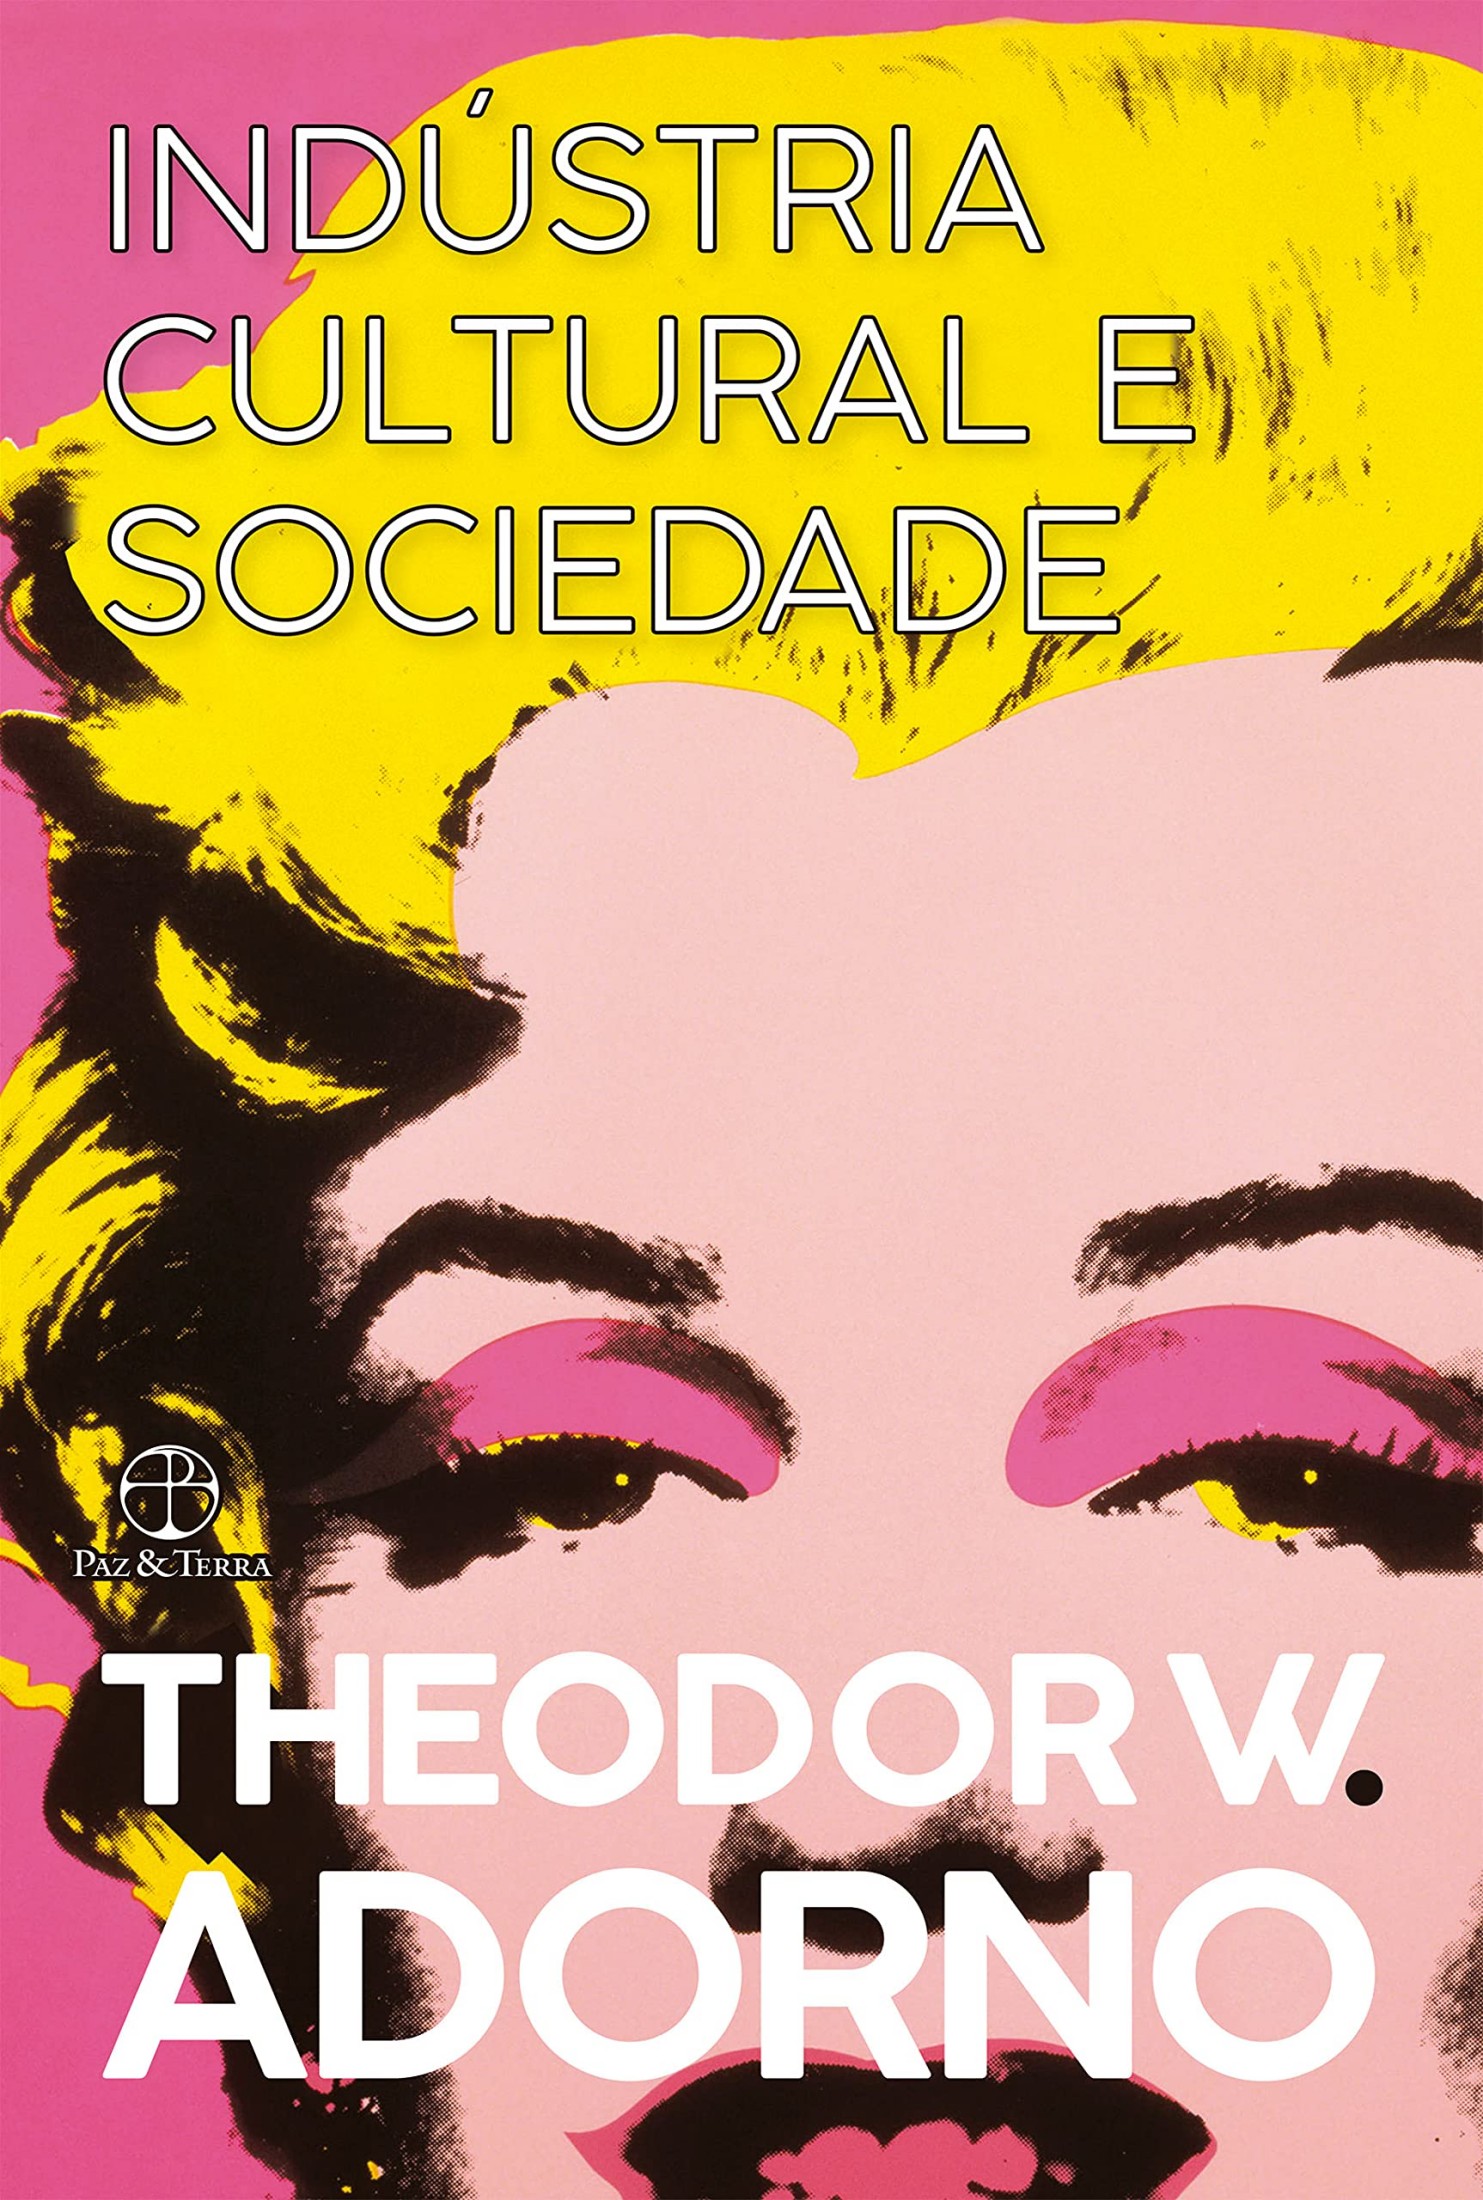 INDÚSTRIA
CULTURAL E
SOCIEDADE
PAZ & TERRA
THEODOR W.
ADORNO